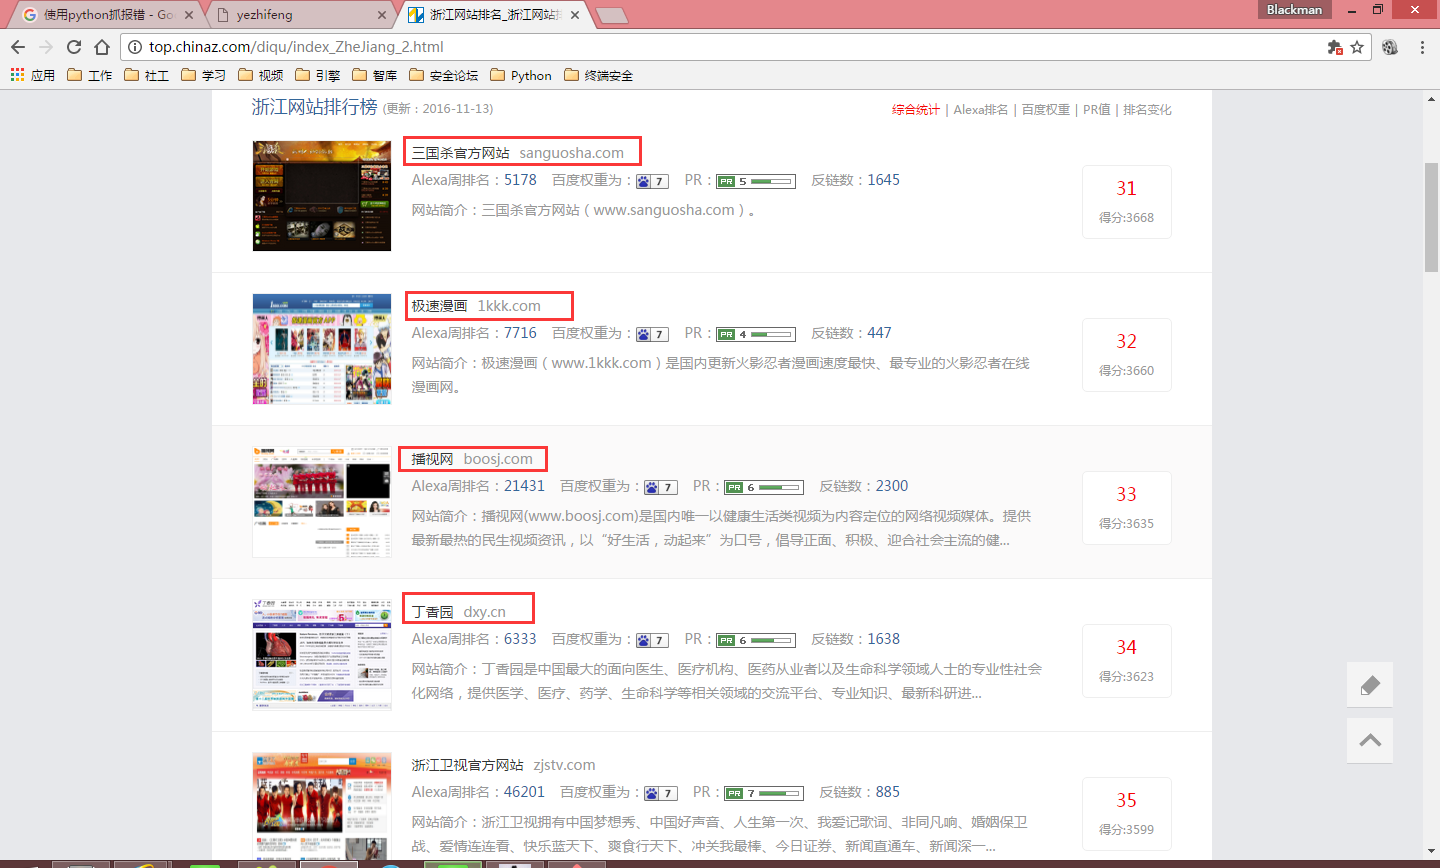 使用python抓报错 - Go
yezhifeng
浙江网站排名_浙江网站排
Blackman
top.chinaz.com/diqu/index_ZheJiang_2.html
应用 工作 社工 学习 视频 引擎 智库 安全论坛 Python 终端安全
浙江网站排行榜 (更新：2016-11-13)
综合统计 | Alexa排名 | 百度权重 | PR值 | 排名变化
三国杀官方网站 sanguosha.com
Alexa周排名：5178 百度权重为：7 PR：PR 5 反链数：1645
网站简介：三国杀官方网站（www.sanguosha.com）。
31
得分:3668
极速漫画 1kkk.com
Alexa周排名：7716 百度权重为：7 PR：PR 4 反链数：447
网站简介：极速漫画（www.1kkk.com）是国内更新火影忍者漫画速度最快、最专业的火影忍者在线
漫画网。
32
得分:3660
播视网 boosj.com
Alexa周排名：21431 百度权重为：7 PR：PR 6 反链数：2300
网站简介：播视网(www.boosj.com)是国内唯一以健康生活类视频为内容定位的网络视频媒体。提供
最新最热的民生视频资讯，以“好生活，动起来”为口号，倡导正面、积极、迎合社会主流的健...
33
得分:3635
丁香园 dxy.cn
Alexa周排名：6333 百度权重为：7 PR：PR 6 反链数：1638
网站简介：丁香园是中国最大的面向医生、医疗机构、医药从业者以及生命科学领域人士的专业性社会
化网络，提供医学、医疗、药学、生命科学等相关领域的交流平台、专业知识、最新科研进...
34
得分:3623
浙江卫视官方网站 zjstv.com
Alexa周排名：46201 百度权重为：7 PR：PR 7 反链数：885
网站简介：浙江卫视拥有中国梦想秀、中国好声音、人生第一次、我爱记歌词、非同凡响、婚姻保卫
战、爱情连连看、快乐蓝天下、爽食行天下、冲关我最棒、今日证券、新闻直通车、新闻深一...
35
得分:3599